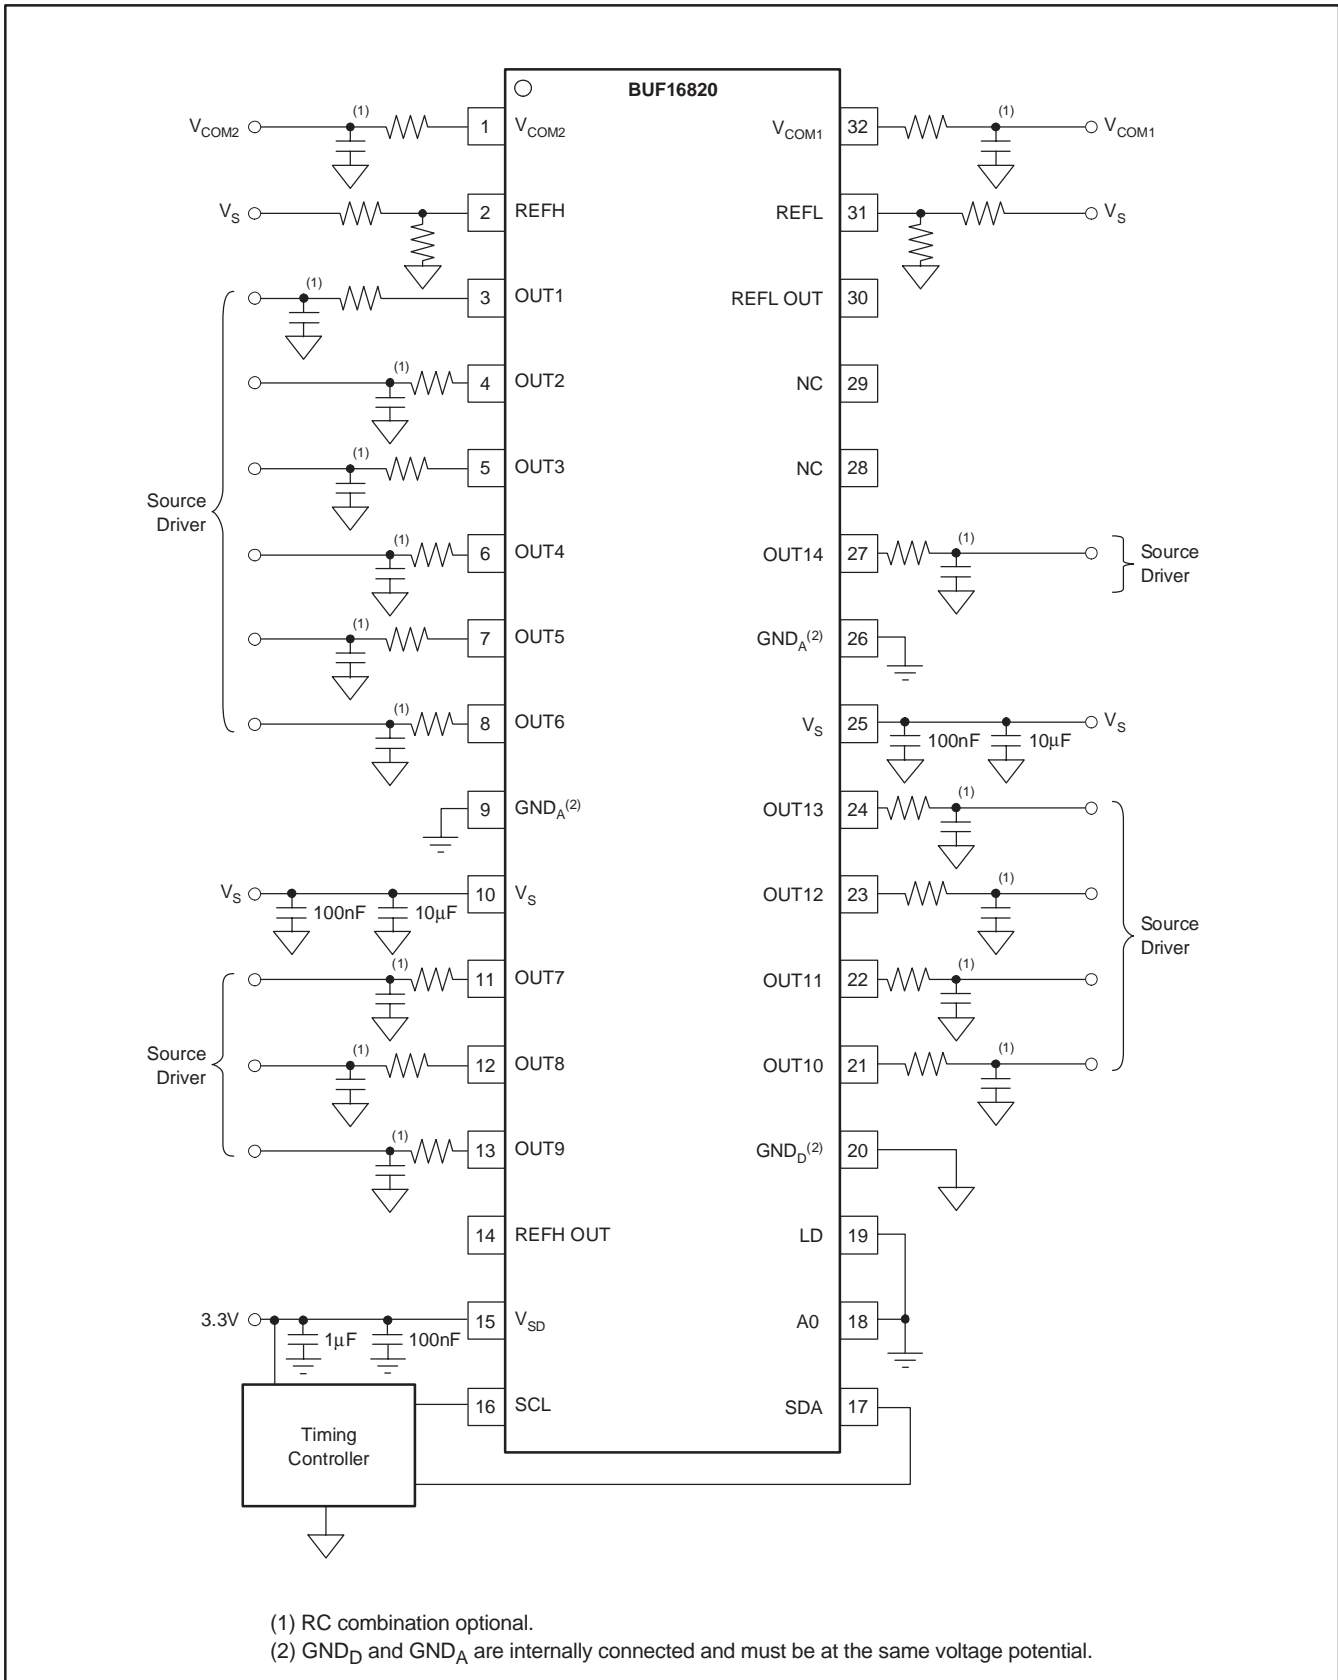 BUF16820
V_COM2 (1) 1 V_COM2 V_COM1 32 (1) V_COM1
V_S 2 REFH REFL 31 V_S
(1) 3 OUT1 REFL OUT 30
(1) 4 OUT2 NC 29
(1) 5 OUT3 NC 28
Source
Driver
(1) 6 OUT4 OUT14 27 (1) Source
Driver
(1) 7 OUT5 GND_A(2) 26
(1) 8 OUT6 V_S 25 100nF 10μF V_S
9 GND_A(2) OUT13 24 (1)
V_S 100nF 10μF 10 V_S OUT12 23 (1)
Source
Driver
(1) 11 OUT7 OUT11 22 (1)
Source
Driver
(1) 12 OUT8 OUT10 21 (1)
(1) 13 OUT9 GND_D(2) 20
14 REFH OUT LD 19
3.3V 1μF 100nF 15 V_SD A0 18
16 SCL SDA 17
Timing
Controller
(1) RC combination optional.
(2) GND_D and GND_A are internally connected and must be at the same voltage potential.